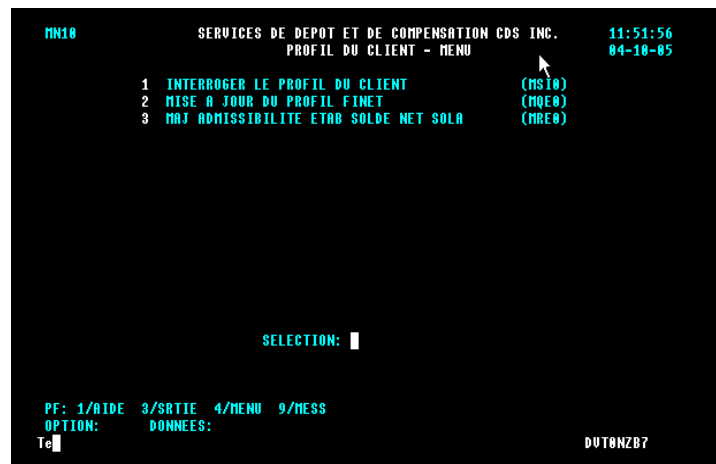 MN10 SERVICES DE DEPOT ET DE COMPENSATION CDS INC. 11:51:56
PROFIL DU CLIENT - MENU 04-10-05
1 INTERROGER LE PROFIL DU CLIENT (MSI0)
2 MISE A JOUR DU PROFIL FINET (MQE0)
3 MAJ ADMISSIBILITE ETAB SOLDE NET SOLA (MRE0)
SELECTION:
PF: 1/AIDE 3/SRTIE 4/MENU 9/MESS
OPTION: DONNEES:
Te DVT0NZB7